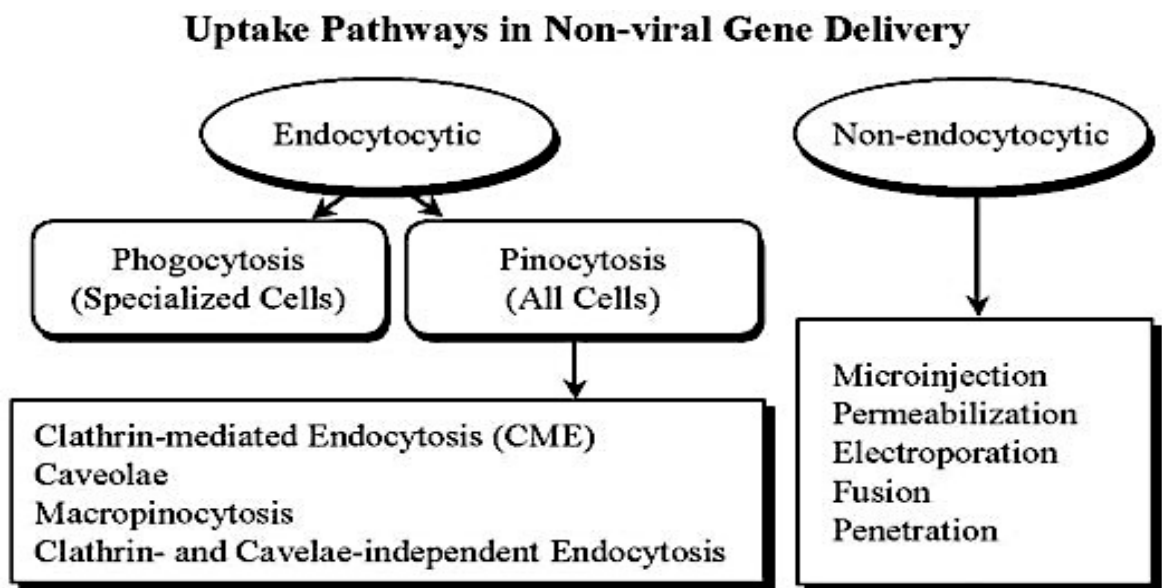 Uptake Pathways in Non-viral Gene Delivery
Endocytocytic
Non-endocytocytic
Phogocytosis
(Specialized Cells)
Pinocytosis
(All Cells)
Clathrin-mediated Endocytosis (CME)
Caveolae
Macropinocytosis
Clathrin- and Cavelae-independent Endocytosis
Microinjection
Permeabilization
Electroporation
Fusion
Penetration